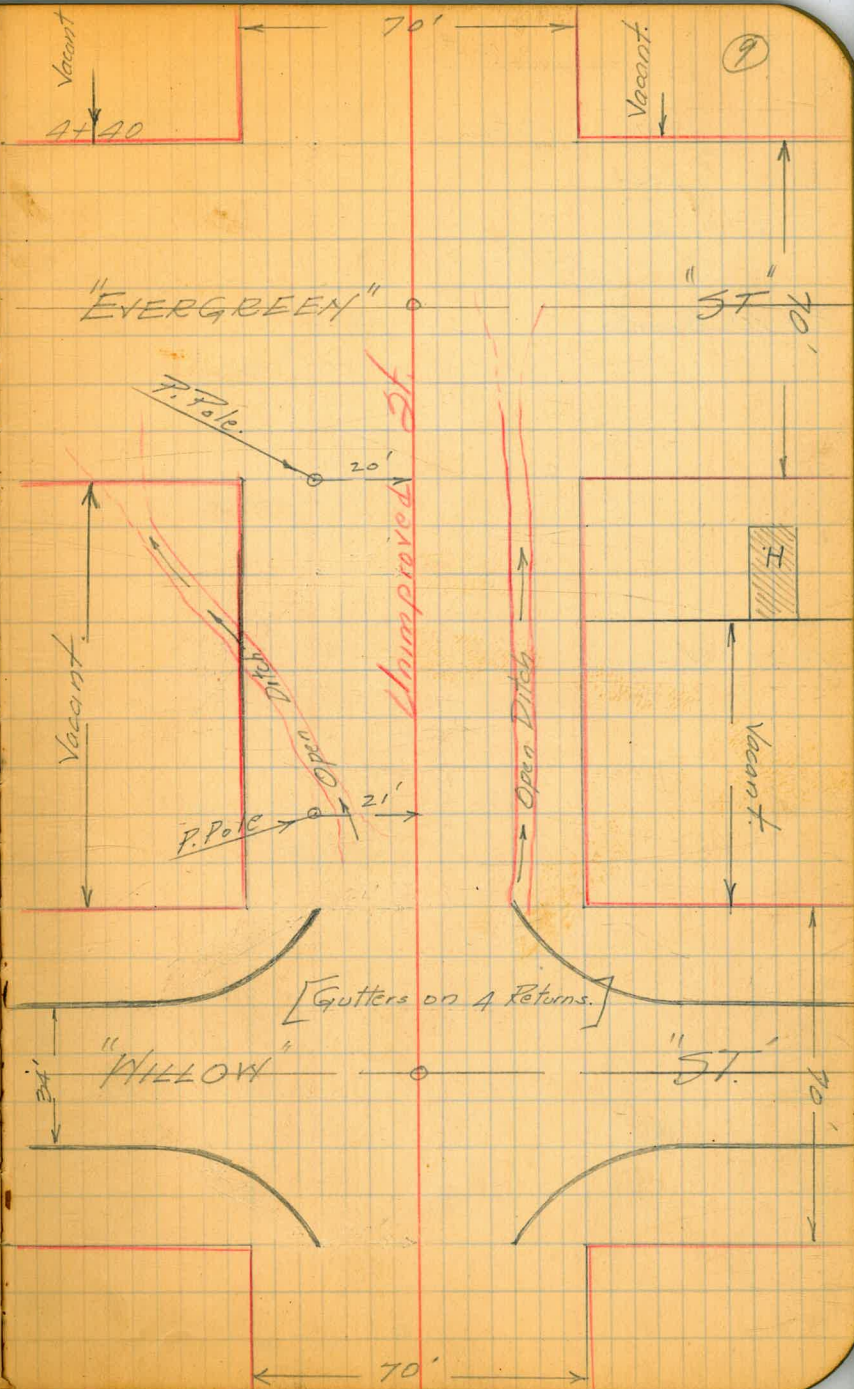 70'
9
Vacant
Vacant.
4+40
"EVERGREEN" "ST"
70'
P. Pole.
20'
Unimproved St.
H
Vacant.
Open Ditch
Open Ditch
Vacant.
P. Pole
21'
[Gutters on 4 Returns.]
34'
"WILLOW" "ST."
70'
70'